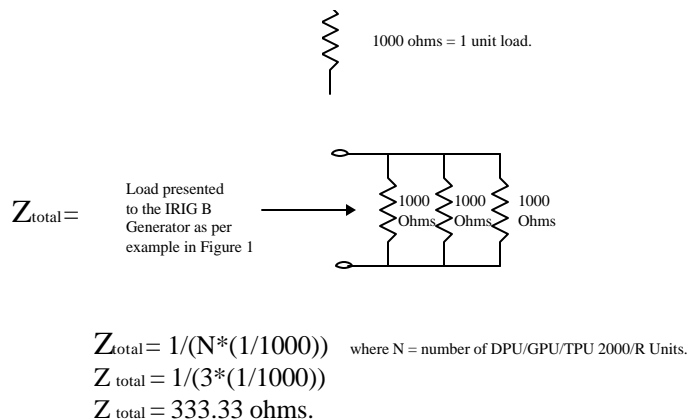 1000 ohms = 1 unit load.
Load presented
to the IRIG B
Generator as per
example in Figure 1
Ztotal =
1000
Ohms
1000
Ohms
1000
Ohms
Ztotal = 1/(N*(1/1000)) where N = number of DPU/GPU/TPU 2000/R Units.
Z total = 1/(3*(1/1000))
Z total = 333.33 ohms.